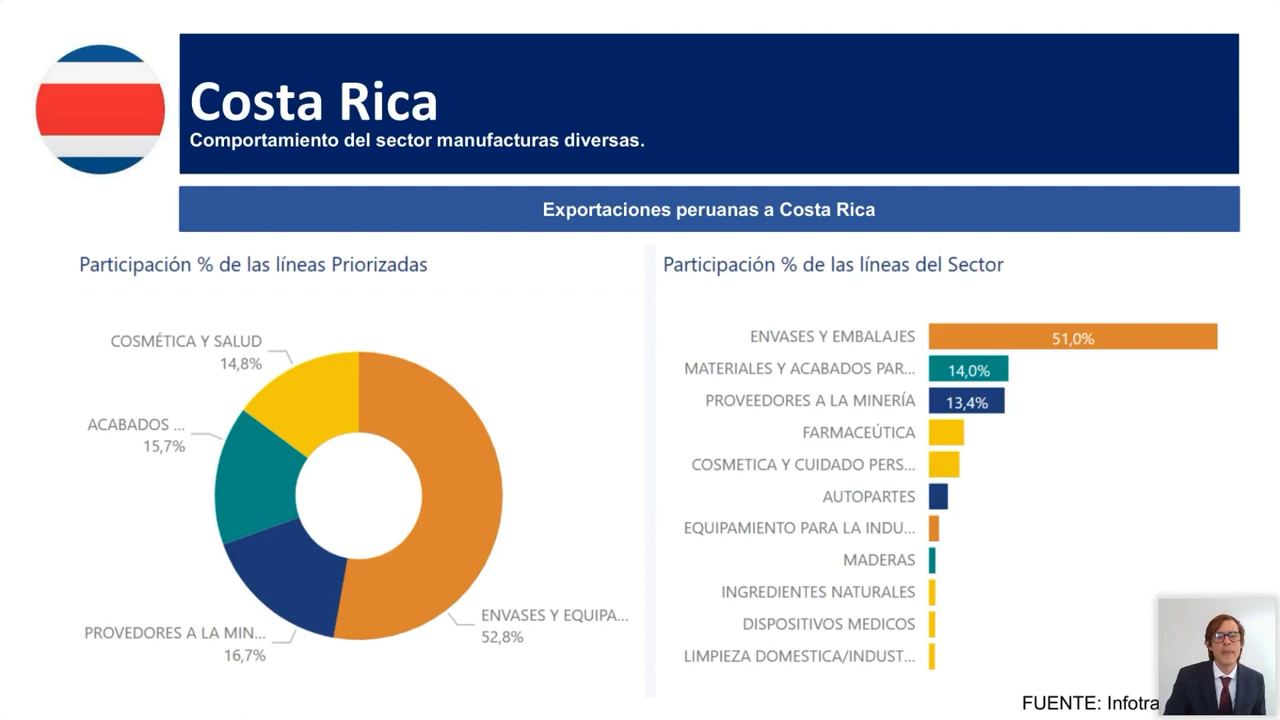 Costa Rica
Comportamiento del sector manufacturas diversas.
Exportaciones peruanas a Costa Rica
Participación % de las líneas Priorizadas
COSMÉTICA Y SALUD
14,8%
ACABADOS ...
15,7%
PROVEDORES A LA MIN...
16,7%
ENVASES Y EQUIPA...
52,8%
Participación % de las líneas del Sector
ENVASES Y EMBALAJES 51,0%
MATERIALES Y ACABADOS PAR... 14,0%
PROVEEDORES A LA MINERÍA 13,4%
FARMACEÚTICA
COSMETICA Y CUIDADO PERS...
AUTOPARTES
EQUIPAMIENTO PARA LA INDU...
MADERAS
INGREDIENTES NATURALES
DISPOSITIVOS MEDICOS
LIMPIEZA DOMESTICA/INDUST...
FUENTE: Infotra